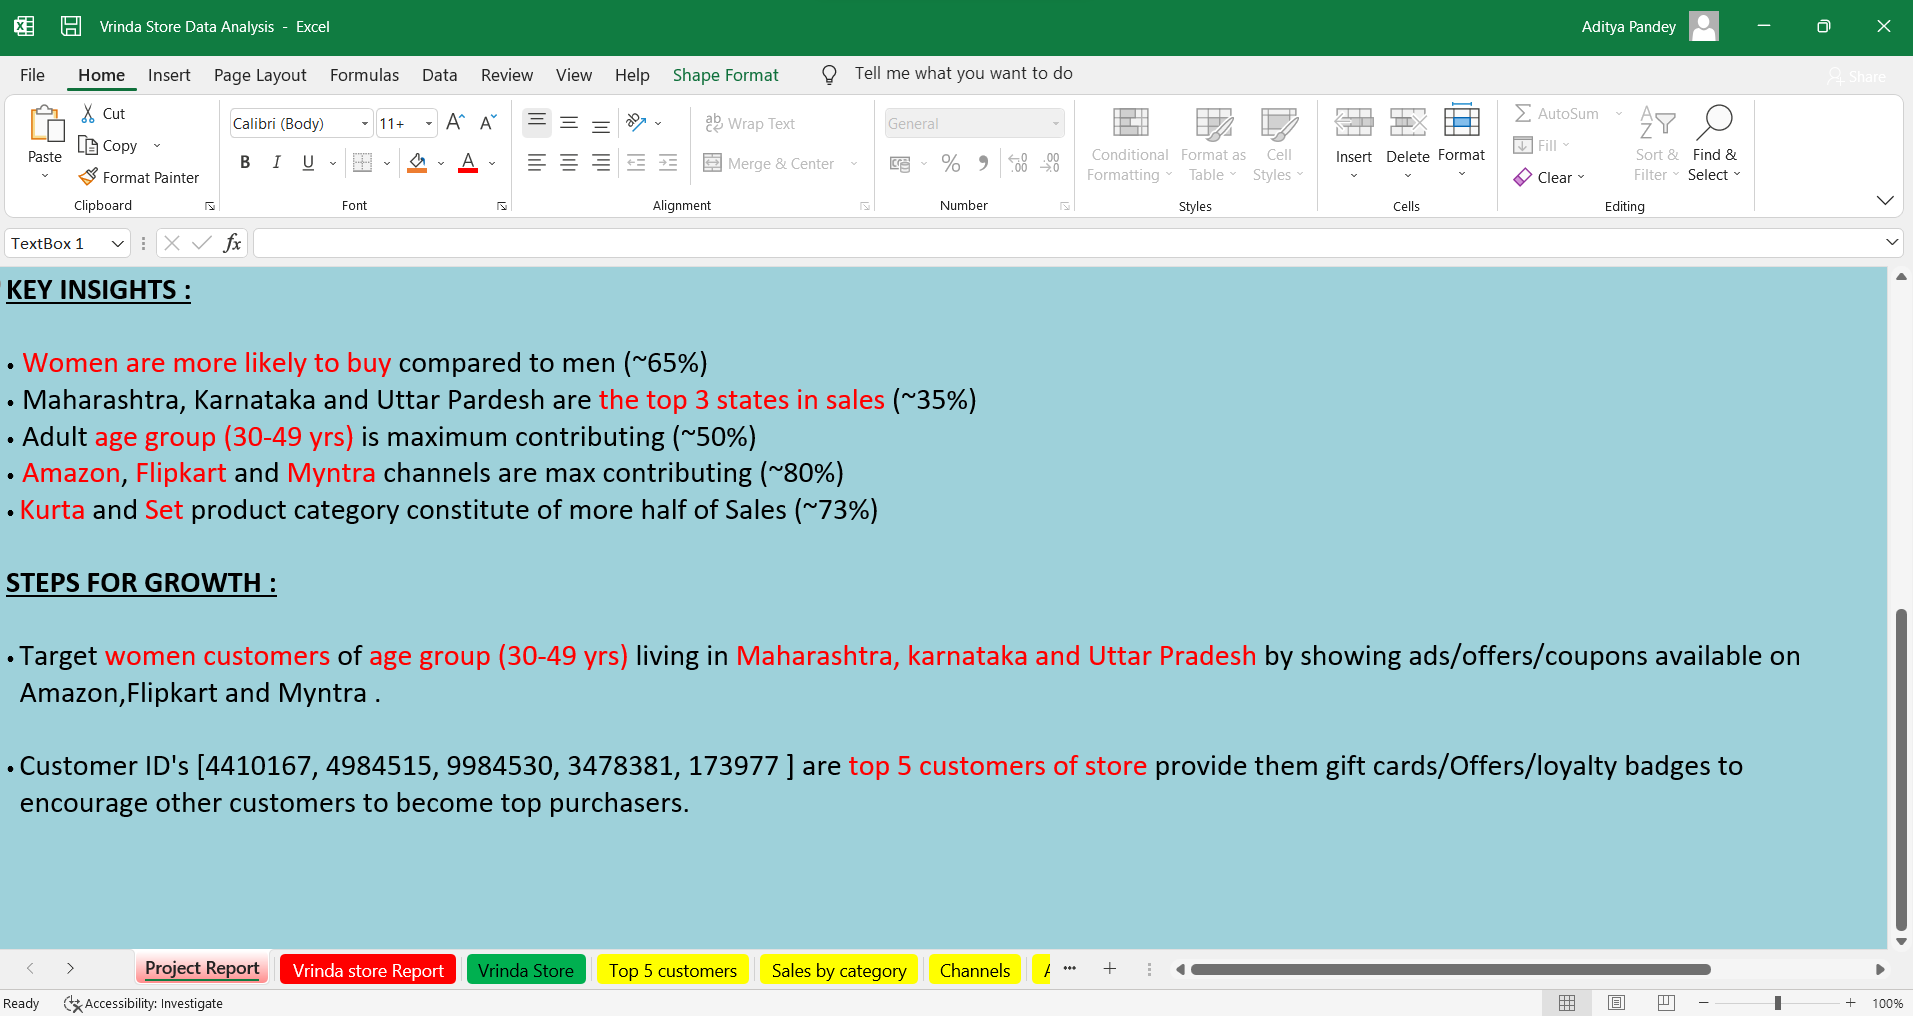 Vrinda Store Data Analysis - Excel
Aditya Pandey
File Home Insert Page Layout Formulas Data Review View Help Shape Format Tell me what you want to do Share
Paste
Cut
Copy
Format Painter
Clipboard
Calibri (Body) 11+
B I U
Font
Wrap Text
Merge & Center
Alignment
General
Number
Conditional Formatting
Format as Table
Cell Styles
Styles
Insert Delete Format
Cells
AutoSum
Fill
Clear
Sort & Filter
Find & Select
Editing
TextBox 1
fx
KEY INSIGHTS :
• Women are more likely to buy compared to men (~65%)
• Maharashtra, Karnataka and Uttar Pardesh are the top 3 states in sales (~35%)
• Adult age group (30-49 yrs) is maximum contributing (~50%)
• Amazon, Flipkart and Myntra channels are max contributing (~80%)
• Kurta and Set product category constitute of more half of Sales (~73%)
STEPS FOR GROWTH :
• Target women customers of age group (30-49 yrs) living in Maharashtra, karnataka and Uttar Pradesh by showing ads/offers/coupons available on
Amazon,Flipkart and Myntra .
• Customer ID's [4410167, 4984515, 9984530, 3478381, 173977 ] are top 5 customers of store provide them gift cards/Offers/loyalty badges to
encourage other customers to become top purchasers.
Project Report Vrinda store Report Vrinda Store Top 5 customers Sales by category Channels
Ready Accessibility: Investigate 100%